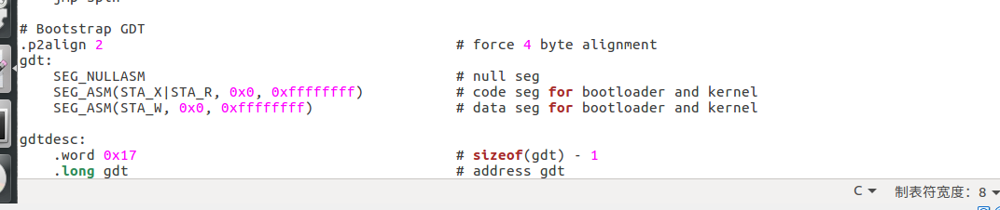 jmp spin
# Bootstrap GDT
.p2align 2 # force 4 byte alignment
gdt:
SEG_NULLASM # null seg
SEG_ASM(STA_X|STA_R, 0x0, 0xffffffff) # code seg for bootloader and kernel
SEG_ASM(STA_W, 0x0, 0xffffffff) # data seg for bootloader and kernel
gdtdesc:
.word 0x17 # sizeof(gdt) - 1
.long gdt # address gdt
C 制表符宽度: 8